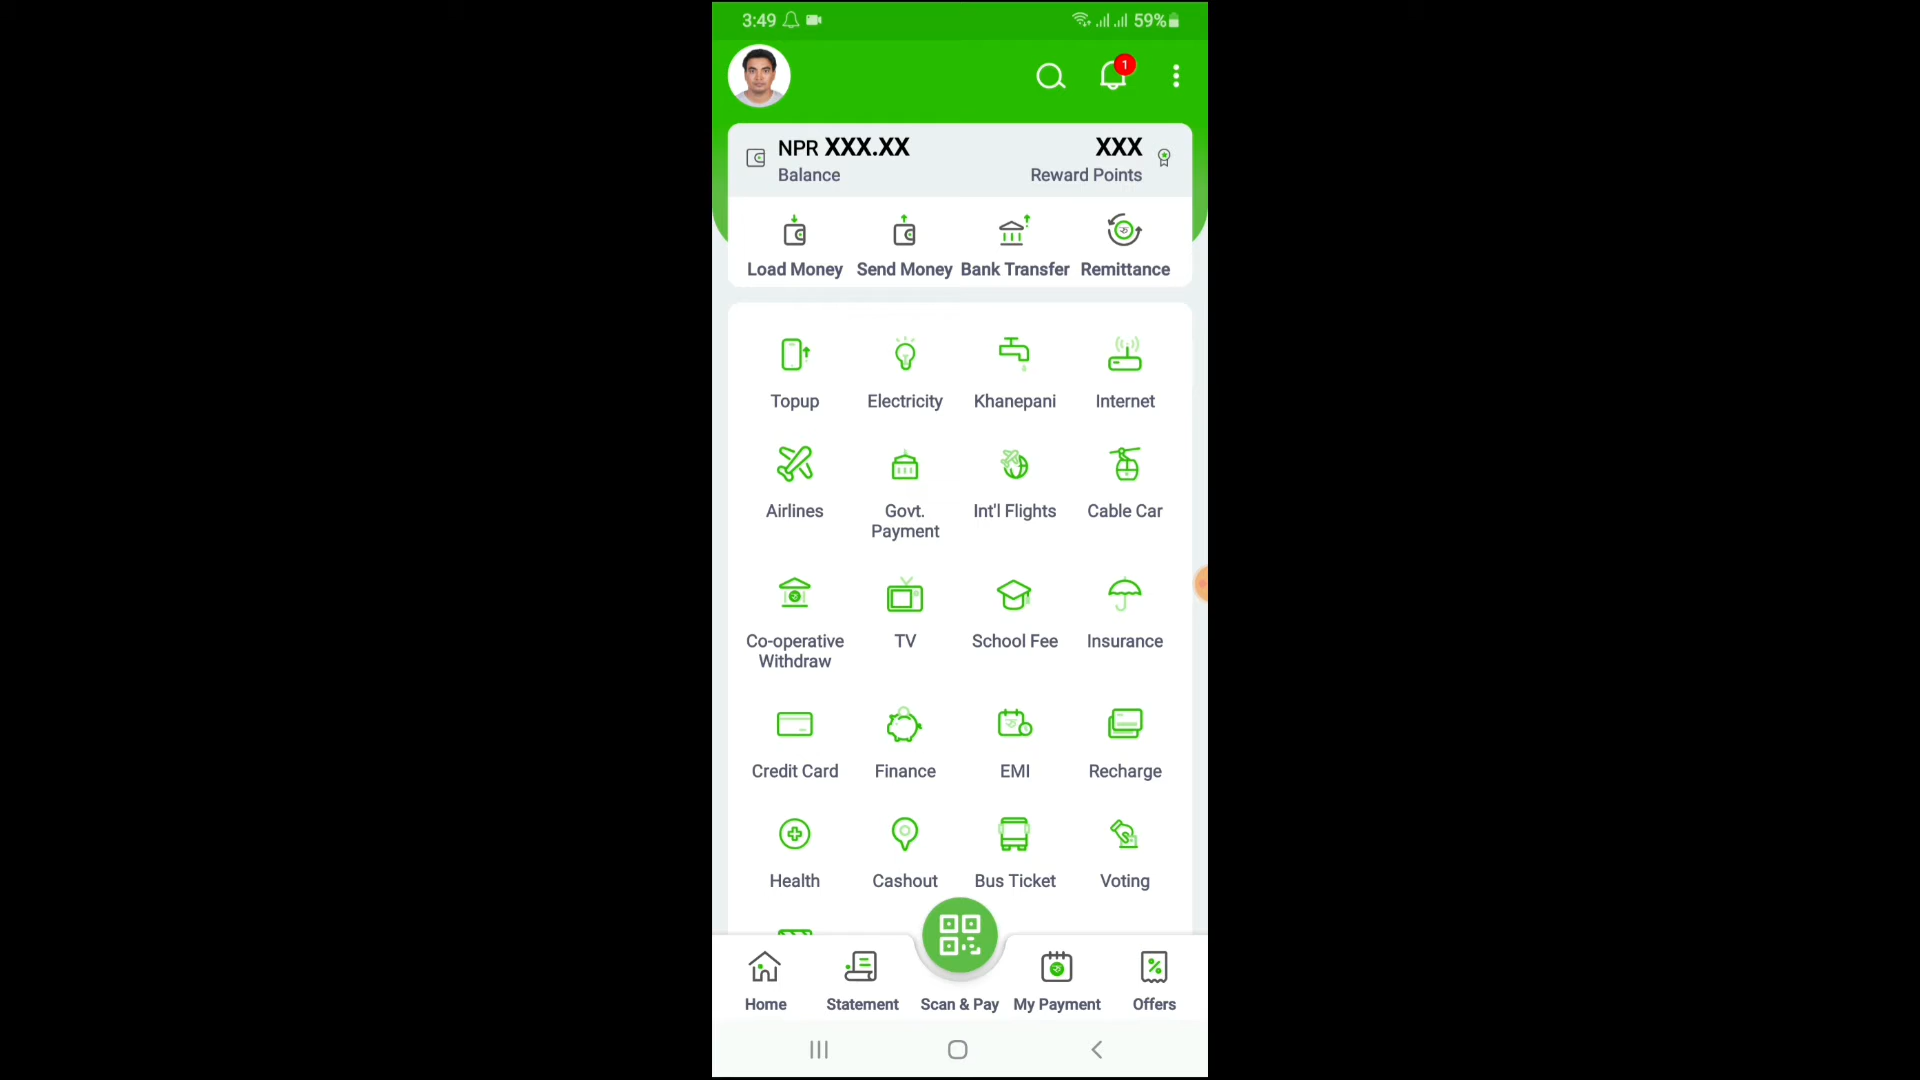 3:49 59%
1
NPR XXX.XX XXX
Balance Reward Points
Load Money Send Money Bank Transfer Remittance
Topup Electricity Khanepani Internet
Airlines Govt. Payment Int'l Flights Cable Car
Co-operative Withdraw TV School Fee Insurance
Credit Card Finance EMI Recharge
Health Cashout Bus Ticket Voting
Home Statement Scan & Pay My Payment Offers